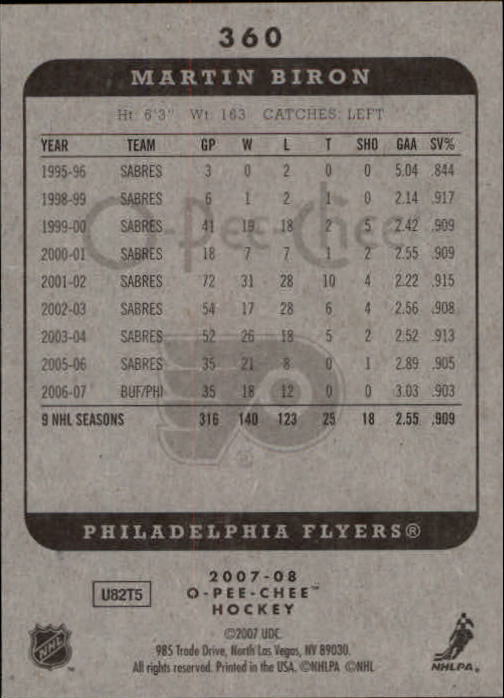 360
MARTIN BIRON
Ht: 6'3" Wt: 163 CATCHES: LEFT
YEAR TEAM GP W L T SHO GAA SV%
1995-96 SABRES 3 0 2 0 0 5.04 .844
1998-99 SABRES 6 1 2 1 0 2.14 .917
1999-00 SABRES 41 19 18 2 5 2.42 .909
2000-01 SABRES 18 7 7 1 2 2.55 .909
2001-02 SABRES 72 31 28 10 4 2.22 .915
2002-03 SABRES 54 17 28 6 4 2.56 .908
2003-04 SABRES 52 26 18 5 2 2.52 .913
2005-06 SABRES 35 21 8 0 1 2.89 .905
2006-07 BUF/PHI 35 18 12 0 0 3.03 .903
9 NHL SEASONS 316 140 123 25 18 2.55 .909
O-Pee-Chee
PHILADELPHIA FLYERS®
U82T5
2007-08
O-PEE-CHEE™
HOCKEY
©2007 UDC
985 Trade Drive, North Las Vegas, NV 89030.
All rights reserved. Printed in the USA. ©NHLPA ©NHL
NHL
NHLPA